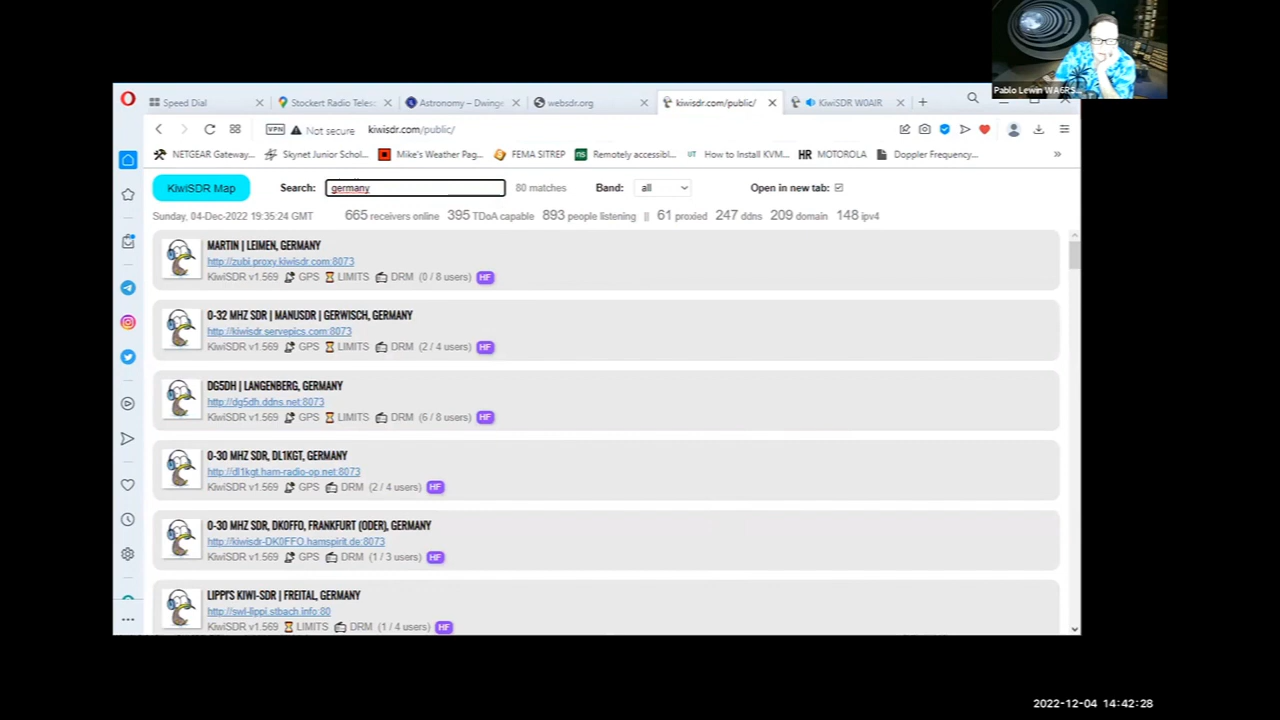 Pablo Lewin WA6RS...
Speed Dial
Stockert Radio Teles
Astronomy – Dwinge
websdr.org
kiwisdr.com/public/
KiwiSDR W0AIR
VPN
Not secure
kiwisdr.com/public/
NETGEAR Gateway...
Skynet Junior Schol...
Mike's Weather Pag...
FEMA SITREP
ns
Remotely accessibl...
UT
How to Install KVM...
HR
MOTOROLA
Doppler Frequency...
»
KiwiSDR Map
Search:
germany
80 matches
Band:
all
Open in new tab:
Sunday, 04-Dec-2022 19:35:24 GMT
665 receivers online 395 TDoA capable 893 people listening || 61 proxied 247 ddns 209 domain 148 ipv4
MARTIN | LEIMEN, GERMANY
http://zubi.proxy.kiwisdr.com:8073
KiwiSDR v1.569 GPS LIMITS DRM (0 / 8 users) HF
0-32 MHZ SDR | MANUSDR | GERWISCH, GERMANY
http://kiwisdr.servepics.com:8073
KiwiSDR v1.569 GPS LIMITS DRM (2 / 4 users) HF
DG5DH | LANGENBERG, GERMANY
http://dg5dh.ddns.net:8073
KiwiSDR v1.569 GPS LIMITS DRM (6 / 8 users) HF
0-30 MHZ SDR, DL1KGT, GERMANY
http://dl1kgt.ham-radio-op.net:8073
KiwiSDR v1.569 GPS DRM (2 / 4 users) HF
0-30 MHZ SDR, DK0FFO, FRANKFURT (ODER), GERMANY
http://kiwisdr-DK0FFO.hamspirit.de:8073
KiwiSDR v1.569 GPS DRM (1 / 3 users) HF
LIPPI'S KIWI-SDR | FREITAL, GERMANY
http://swl-lippi.stbach.info:80
KiwiSDR v1.569 LIMITS DRM (1 / 4 users) HF
2022-12-04 14:42:28